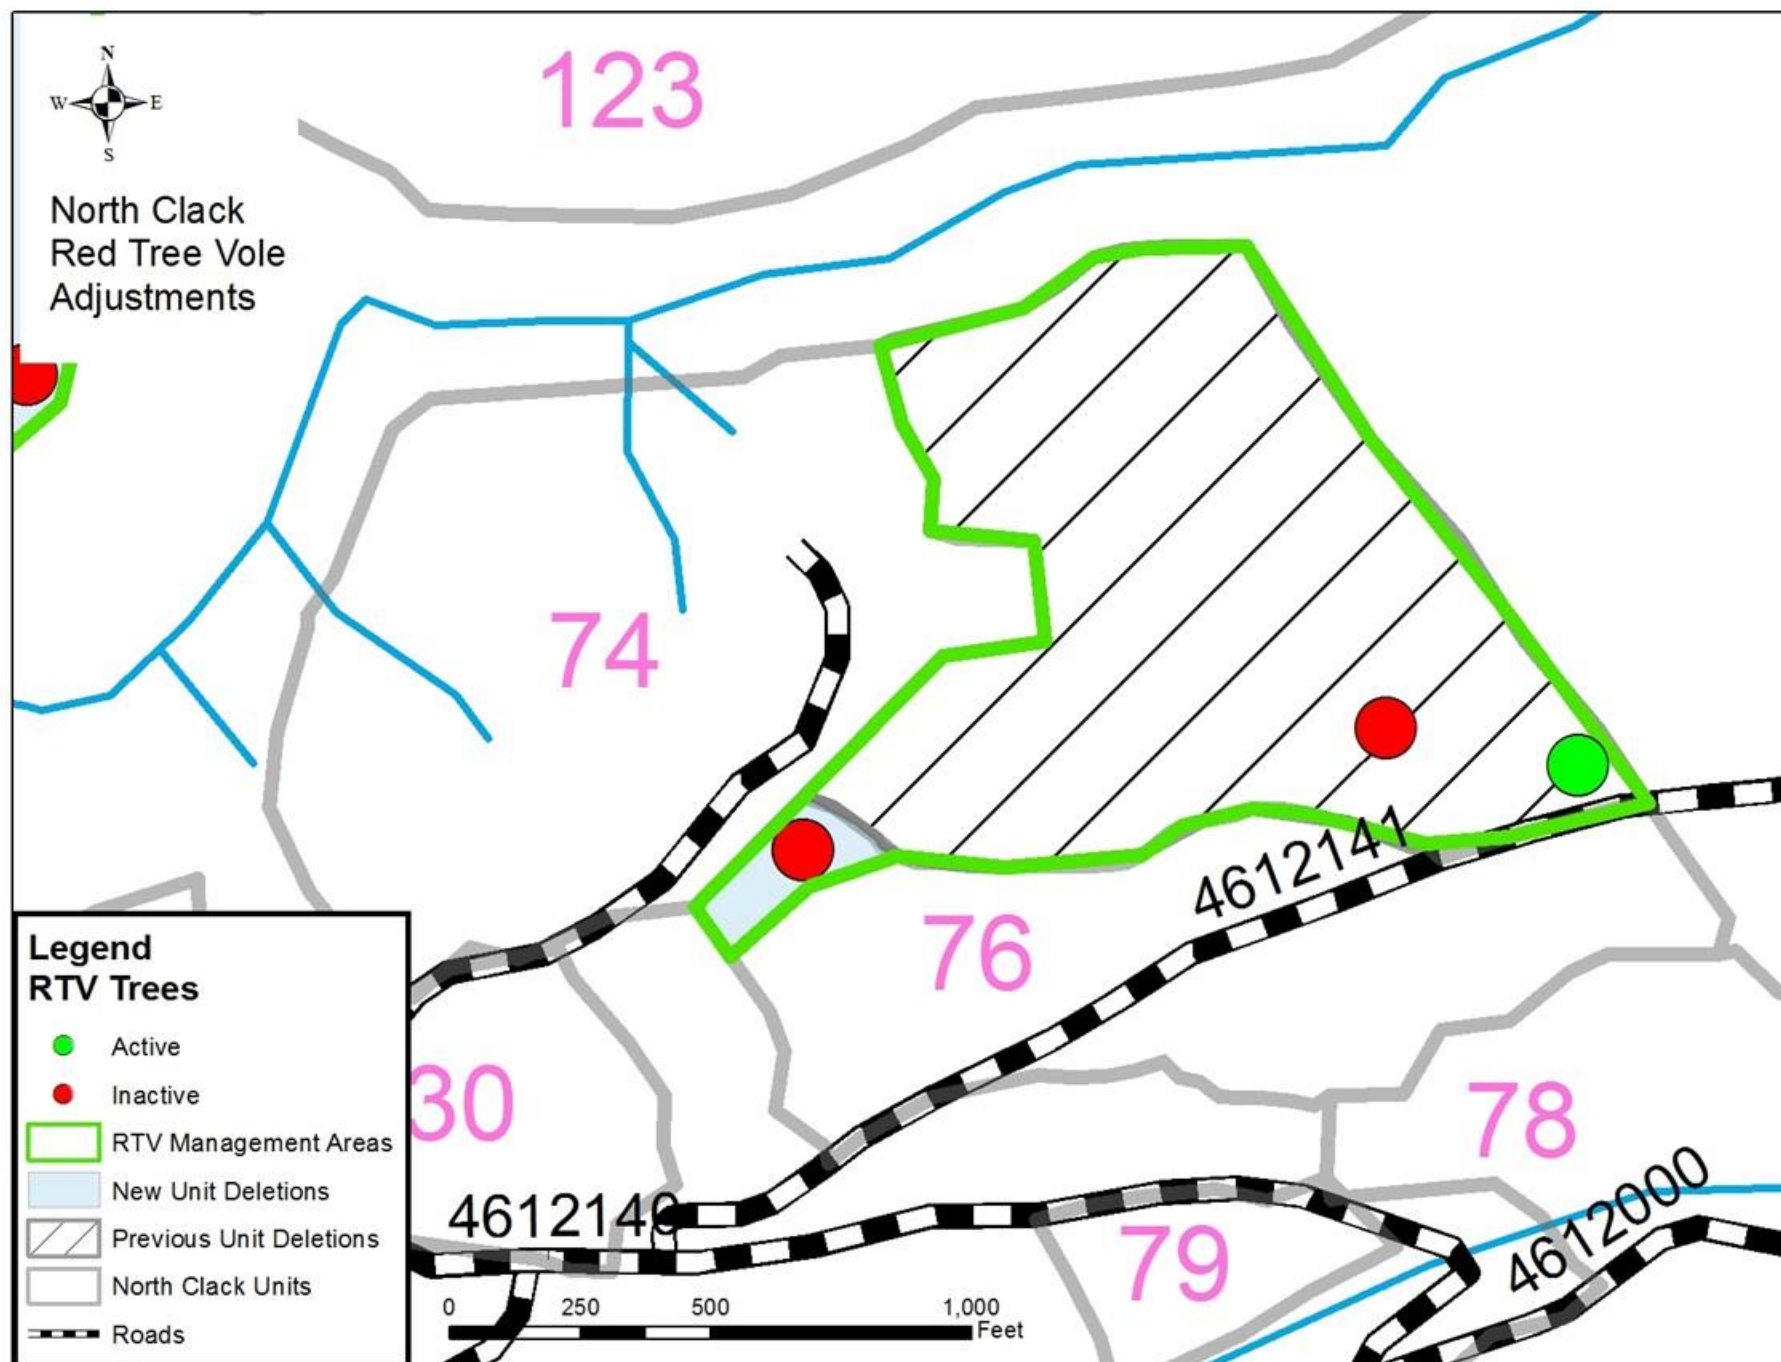 N
W E
S
North Clack
Red Tree Vole
Adjustments
123
74
76
30
78
79
4612141
4612140
4612000
Legend
RTV Trees
Active
Inactive
RTV Management Areas
New Unit Deletions
Previous Unit Deletions
North Clack Units
Roads
0 250 500 1,000
Feet